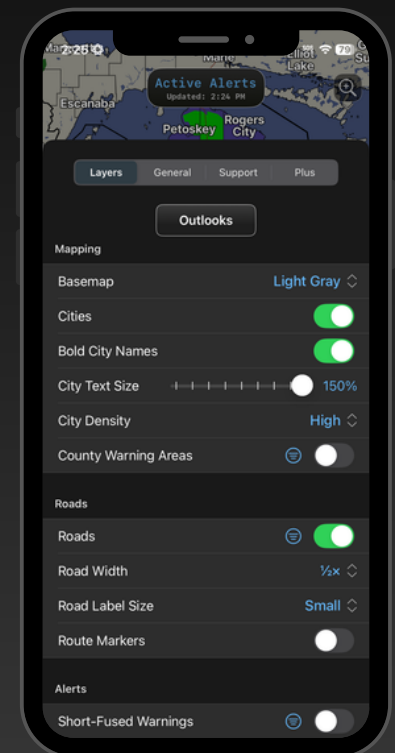 2:25
79
Marie
Elliot
Lake
Su
Active Alerts
Updated: 2:24 PM
Escanaba
Rogers
Petoskey City
Layers General Support Plus
Outlooks
Mapping
Basemap Light Gray
Cities
Bold City Names
City Text Size 150%
City Density High
County Warning Areas
Roads
Roads
Road Width ½×
Road Label Size Small
Route Markers
Alerts
Short-Fused Warnings